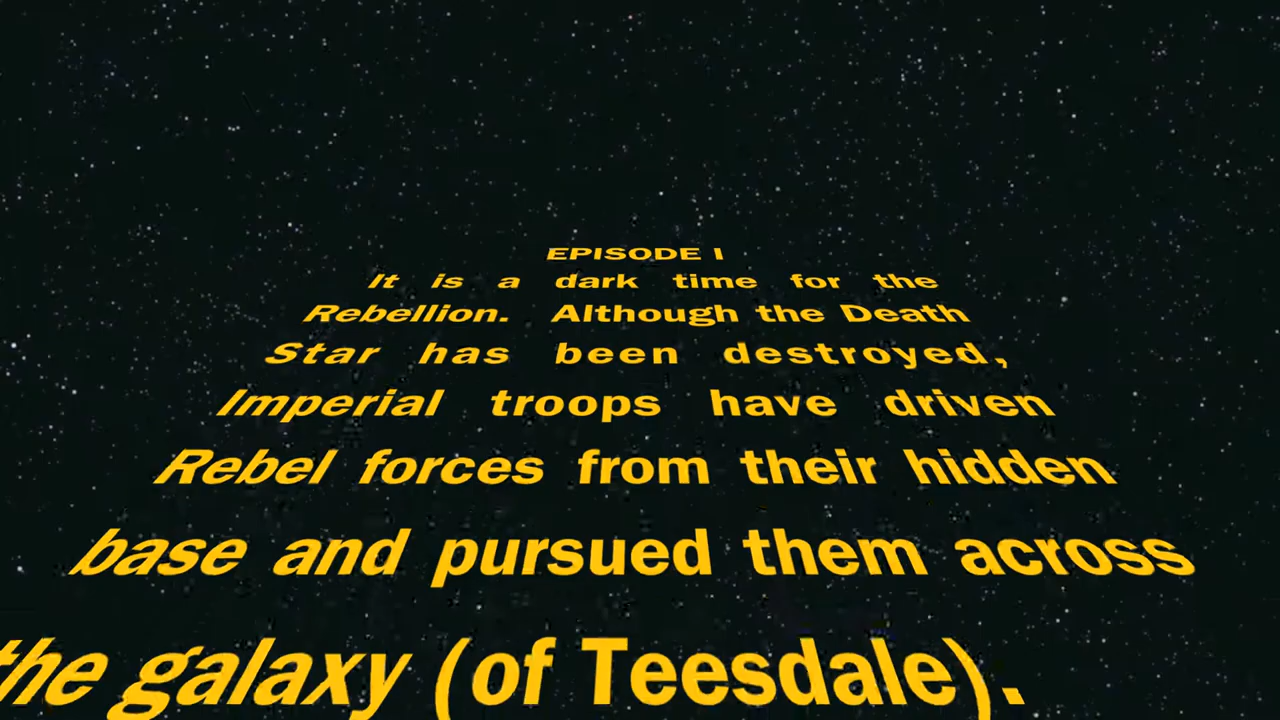 EPISODE I
It is a dark time for the
Rebellion. Although the Death
Star has been destroyed,
Imperial troops have driven
Rebel forces from their hidden
base and pursued them across
the galaxy (of Teesdale).